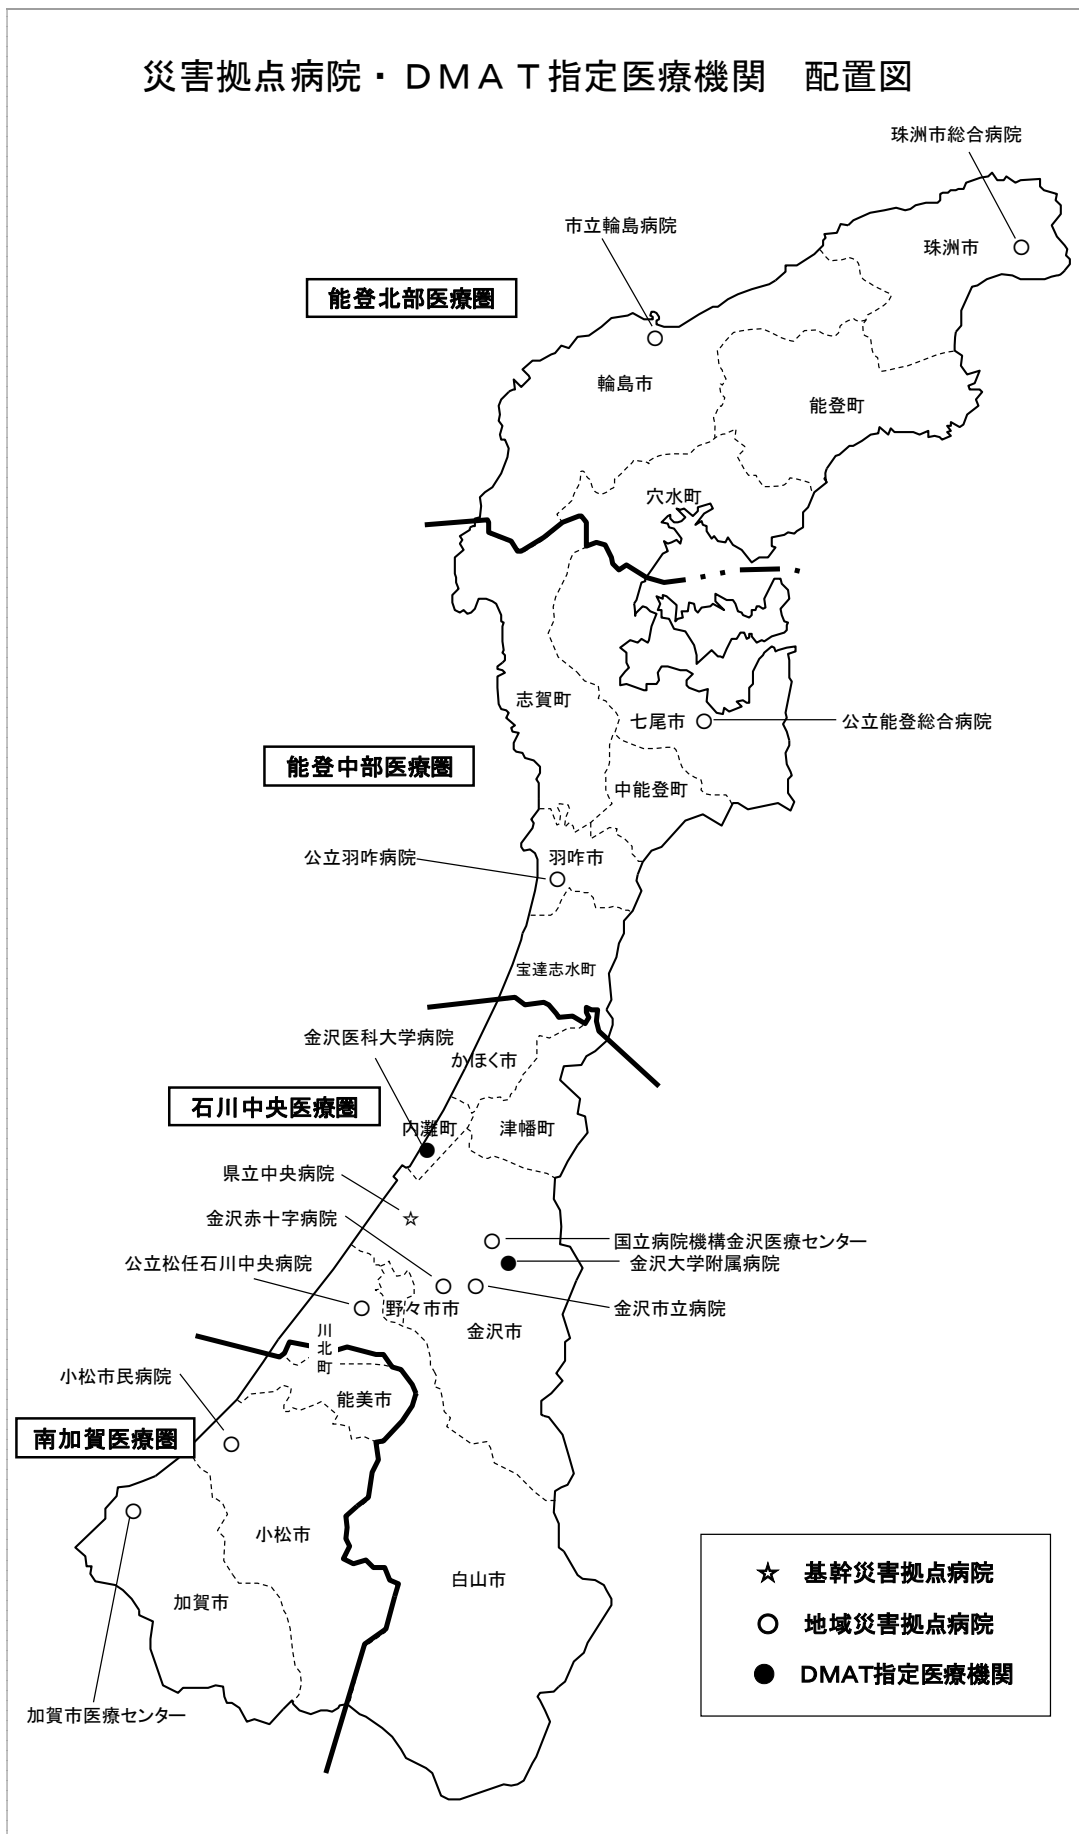 災害拠点病院・ＤＭＡＴ指定医療機関　配置図
珠洲市総合病院
市立輪島病院
珠洲市
能登北部医療圏
輪島市
能登町
穴水町
志賀町
七尾市
公立能登総合病院
能登中部医療圏
中能登町
公立羽咋病院
羽咋市
宝達志水町
金沢医科大学病院
かほく市
石川中央医療圏
内灘町
津幡町
県立中央病院
金沢赤十字病院
国立病院機構金沢医療センター
公立松任石川中央病院
金沢大学附属病院
野々市市
金沢市立病院
金沢市
川北町
小松市民病院
能美市
南加賀医療圏
小松市
白山市
加賀市
加賀市医療センター
☆ 基幹災害拠点病院
○ 地域災害拠点病院
● DMAT指定医療機関